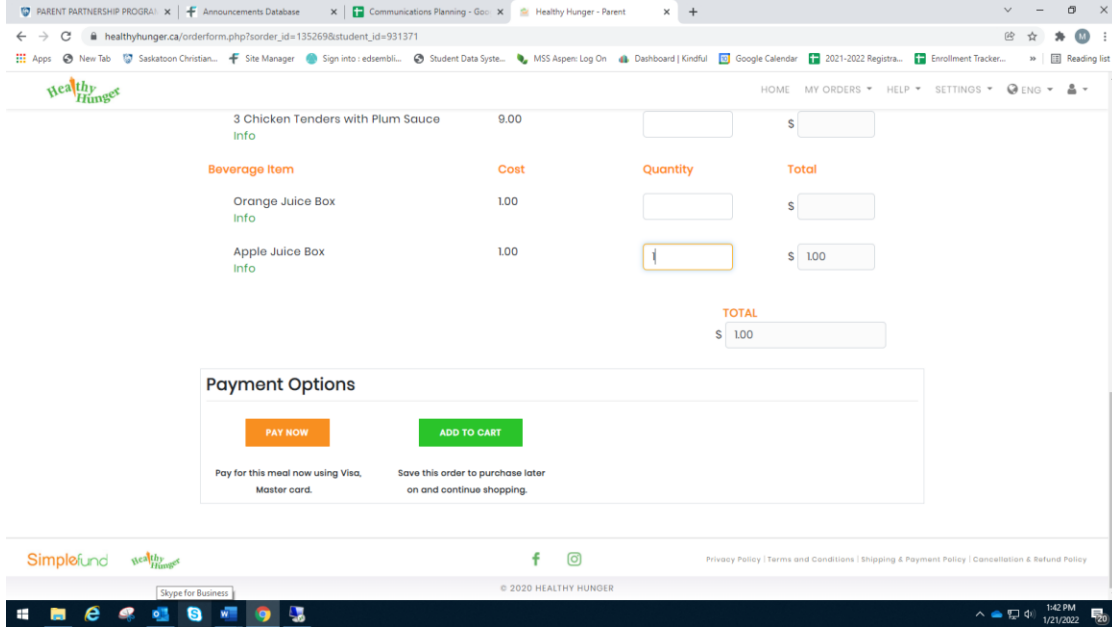 PARENT PARTNERSHIP PROGRA
Announcements Database
Communications Planning - Goo
Healthy Hunger - Parent
healthyhunger.ca/orderform.php?sorder_id=135269&student_id=931371
M
Apps
New Tab
Saskatoon Christian...
Site Manager
Sign into : edsembli...
Student Data Syste...
MSS Aspen: Log On
Dashboard | Kindful
Google Calendar
2021-2022 Registra...
Enrollment Tracker...
»
Reading list
Healthy Hunger
HOME MY ORDERS HELP SETTINGS ENG
3 Chicken Tenders with Plum Sauce 9.00 $
Info
Beverage Item Cost Quantity Total
Orange Juice Box 1.00 $
Info
Apple Juice Box 1.00 1 $ 1.00
Info
TOTAL
$ 1.00
Payment Options
PAY NOW ADD TO CART
Pay for this meal now using Visa,
Master card.
Save this order to purchase later
on and continue shopping.
Simplefund Healthy Hunger
Privacy Policy | Terms and Conditions | Shipping & Payment Policy | Cancellation & Refund Policy
Skype for Business
© 2020 HEALTHY HUNGER
1:42 PM
1/21/2022
20